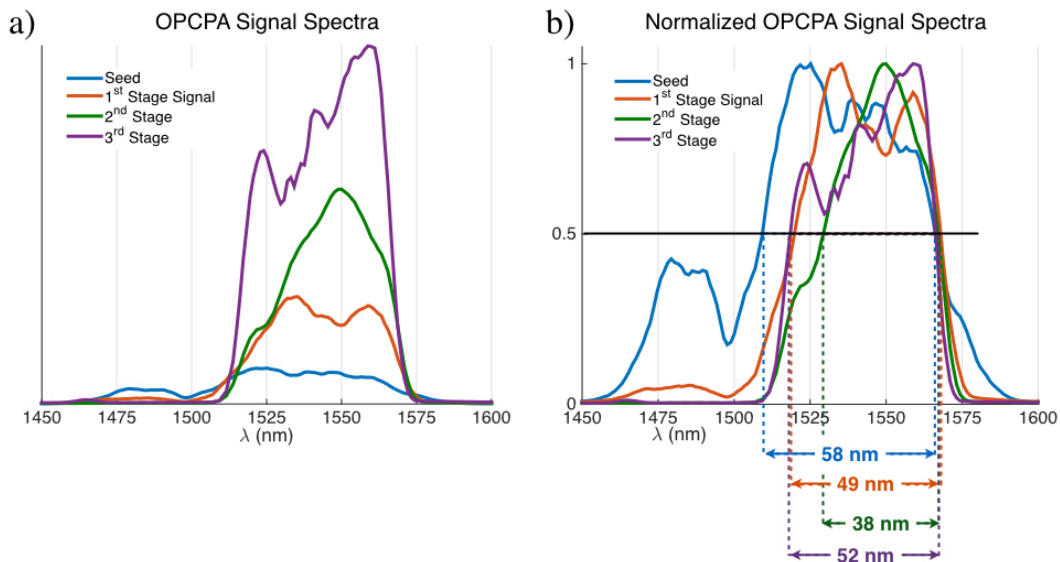 a)
OPCPA Signal Spectra
Seed
1st Stage Signal
2nd Stage
3rd Stage
1450 1475 1500 1525 1550 1575 1600
λ (nm)
b)
Normalized OPCPA Signal Spectra
1
Seed
1st Stage Signal
2nd Stage
3rd Stage
0.5
0
1450 1475 1500 1525 1550 1575 1600
λ (nm)
58 nm
49 nm
38 nm
52 nm